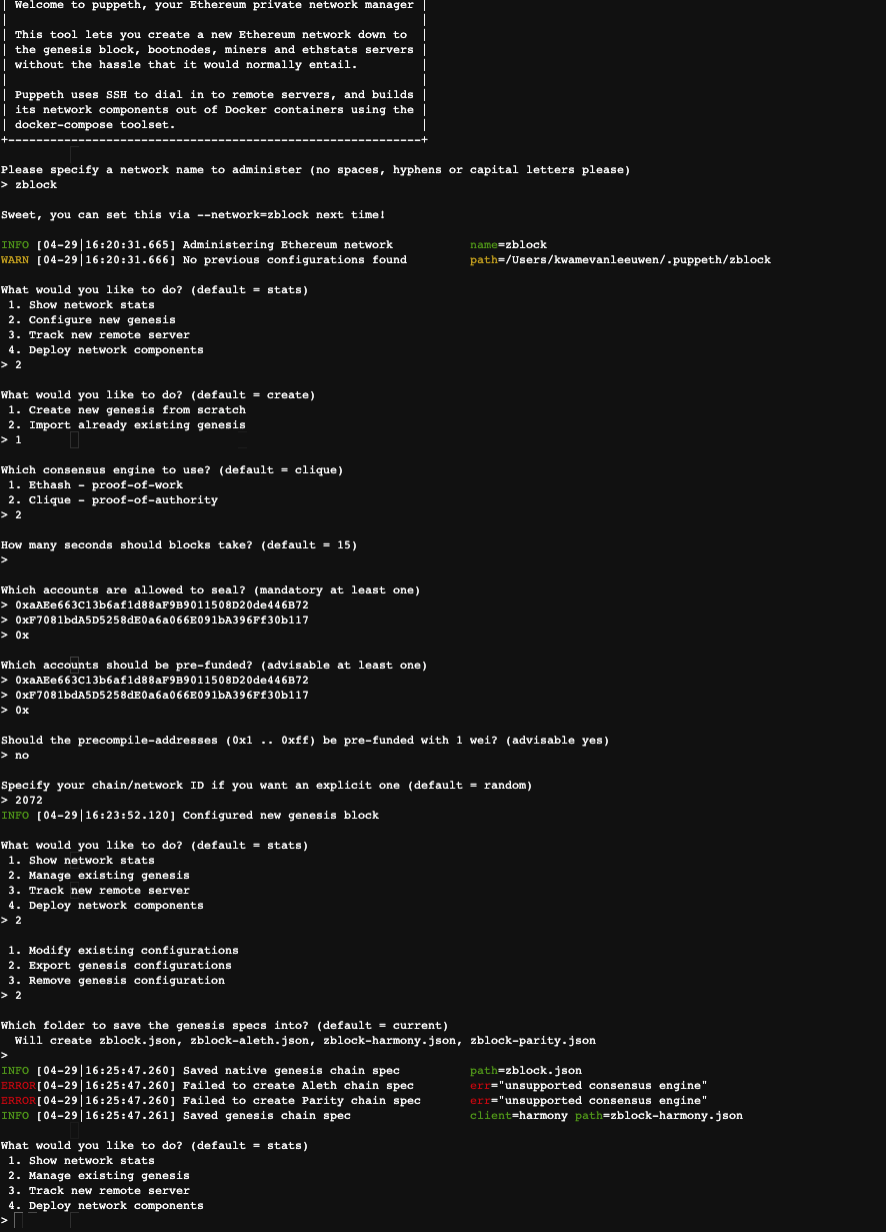 | Welcome to puppeth, your Ethereum private network manager |
| |
| This tool lets you create a new Ethereum network down to |
| the genesis block, bootnodes, miners and ethstats servers |
| without the hassle that it would normally entail. |
| |
| Puppeth uses SSH to dial in to remote servers, and builds |
| its network components out of Docker containers using the |
| docker-compose toolset. |
+-----------------------------------------------------------+
Please specify a network name to administer (no spaces, hyphens or capital letters please)
> zblock
Sweet, you can set this via --network=zblock next time!
INFO [04-29|16:20:31.665] Administering Ethereum network name=zblock
WARN [04-29|16:20:31.666] No previous configurations found path=/Users/kwamevanleeuwen/.puppeth/zblock
What would you like to do? (default = stats)
1. Show network stats
2. Configure new genesis
3. Track new remote server
4. Deploy network components
> 2
What would you like to do? (default = create)
1. Create new genesis from scratch
2. Import already existing genesis
> 1
Which consensus engine to use? (default = clique)
1. Ethash - proof-of-work
2. Clique - proof-of-authority
> 2
How many seconds should blocks take? (default = 15)
>
Which accounts are allowed to seal? (mandatory at least one)
> 0xaAEe663C13b6af1d88aF9B9011508D20de446B72
> 0xF7081bdA5D5258dE0a6a066E091bA396Ff30b117
> 0x
Which accounts should be pre-funded? (advisable at least one)
> 0xaAEe663C13b6af1d88aF9B9011508D20de446B72
> 0xF7081bdA5D5258dE0a6a066E091bA396Ff30b117
> 0x
Should the precompile-addresses (0x1 .. 0xff) be pre-funded with 1 wei? (advisable yes)
> no
Specify your chain/network ID if you want an explicit one (default = random)
> 2072
INFO [04-29|16:23:52.120] Configured new genesis block
What would you like to do? (default = stats)
1. Show network stats
2. Manage existing genesis
3. Track new remote server
4. Deploy network components
> 2
1. Modify existing configurations
2. Export genesis configurations
3. Remove genesis configuration
> 2
Which folder to save the genesis specs into? (default = current)
Will create zblock.json, zblock-aleth.json, zblock-harmony.json, zblock-parity.json
>
INFO [04-29|16:25:47.260] Saved native genesis chain spec path=zblock.json
ERROR[04-29|16:25:47.260] Failed to create Aleth chain spec err="unsupported consensus engine"
ERROR[04-29|16:25:47.260] Failed to create Parity chain spec err="unsupported consensus engine"
INFO [04-29|16:25:47.261] Saved genesis chain spec client=harmony path=zblock-harmony.json
What would you like to do? (default = stats)
1. Show network stats
2. Manage existing genesis
3. Track new remote server
4. Deploy network components
>